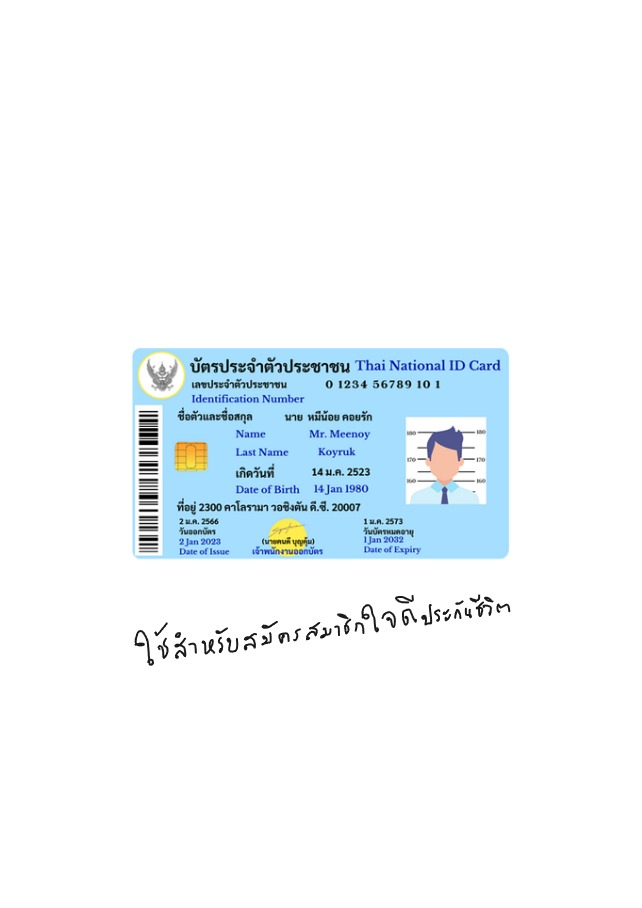 บัตรประจำตัวประชาชน Thai National ID Card
เลขประจำตัวประชาชน 0 1234 56789 10 1
Identification Number
ชื่อตัวและชื่อสกุล นาย หมีน้อย คอยรัก
Name Mr. Meenoy
Last Name Koyruk
เกิดวันที่ 14 ม.ค. 2523
Date of Birth 14 Jan 1980
ที่อยู่ 2300 คาโลรามา วอชิงตัน ดี.ซี. 20007
180 180
170 170
160 160
2 ม.ค. 2566
วันออกบัตร
2 Jan 2023
Date of Issue
(นายคนดี บุญคุ้ม)
เจ้าพนักงานออกบัตร
1 ม.ค. 2573
วันบัตรหมดอายุ
1 Jan 2032
Date of Expiry
ใช้สำหรับสมัครสมาชิกใจดีประกันชีวิต